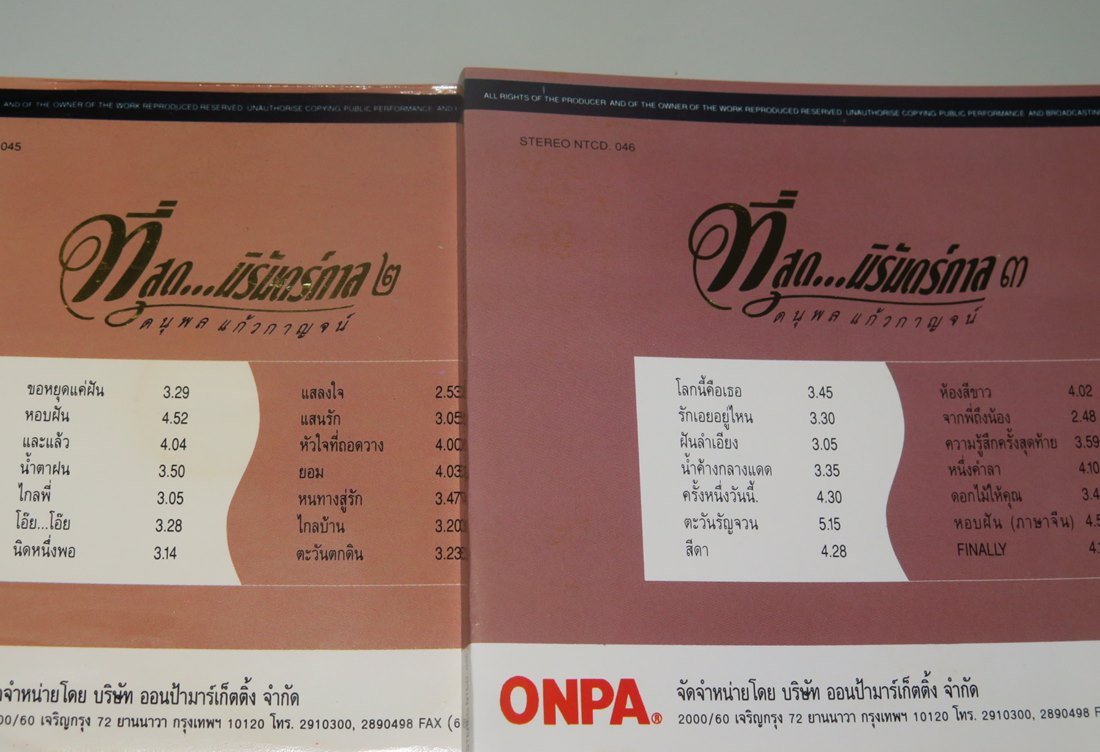 AND OF THE OWNER OF THE WORK REPRODUCED RESERVED. UNAUTHORISE COPYING, PUBLIC PERFORMANCE, AND
045
ที่สุด...นิรันดร์กาล ๒
ดนุพล แก้วกาญจน์
ขอหยุดแค่ฝัน 3.29
หอบฝัน 4.52
และแล้ว 4.04
น้ำตาฝน 3.50
ไกลพี่ 3.05
โอ๊ย...โอ๊ย 3.28
นิดหนึ่งพอ 3.14
แสลงใจ 2.53
แสนรัก 3.05
หัวใจที่ถอดวาง 4.00
ยอม 4.03
หนทางสู่รัก 3.47
ไกลบ้าน 3.20
ตะวันตกดิน 3.23
จำหน่ายโดย บริษัท ออนป้ามาร์เก็ตติ้ง จำกัด
00/60 เจริญกรุง 72 ยานนาวา กรุงเทพฯ 10120 โทร. 2910300, 2890498 FAX (6
ALL RIGHTS OF THE PRODUCER AND OF THE OWNER OF THE WORK REPRODUCED RESERVED. UNAUTHORISE COPYING, PUBLIC PERFORMANCE, AND BROADCASTING
STEREO NTCD. 046
ที่สุด...นิรันดร์กาล ๓
ดนุพล แก้วกาญจน์
โลกนี้คือเธอ 3.45
รักเอยอยู่ไหน 3.30
ฝันลำเอียง 3.05
น้ำค้างกลางแดด 3.35
ครั้งหนึ่งวันนี้. 4.30
ตะวันรัญจวน 5.15
สีดา 4.28
ห้องสีขาว 4.02
จากพี่ถึงน้อง 2.48
ความรู้สึกครั้งสุดท้าย 3.59
หนึ่งคำลา 4.10
ดอกไม้ให้คุณ 3.4
หอบฝัน (ภาษาจีน) 4.5
FINALLY 4.
ONPA®
จัดจำหน่ายโดย บริษัท ออนป้ามาร์เก็ตติ้ง จำกัด
2000/60 เจริญกรุง 72 ยานนาวา กรุงเทพฯ 10120 โทร. 2910300, 2890498 F